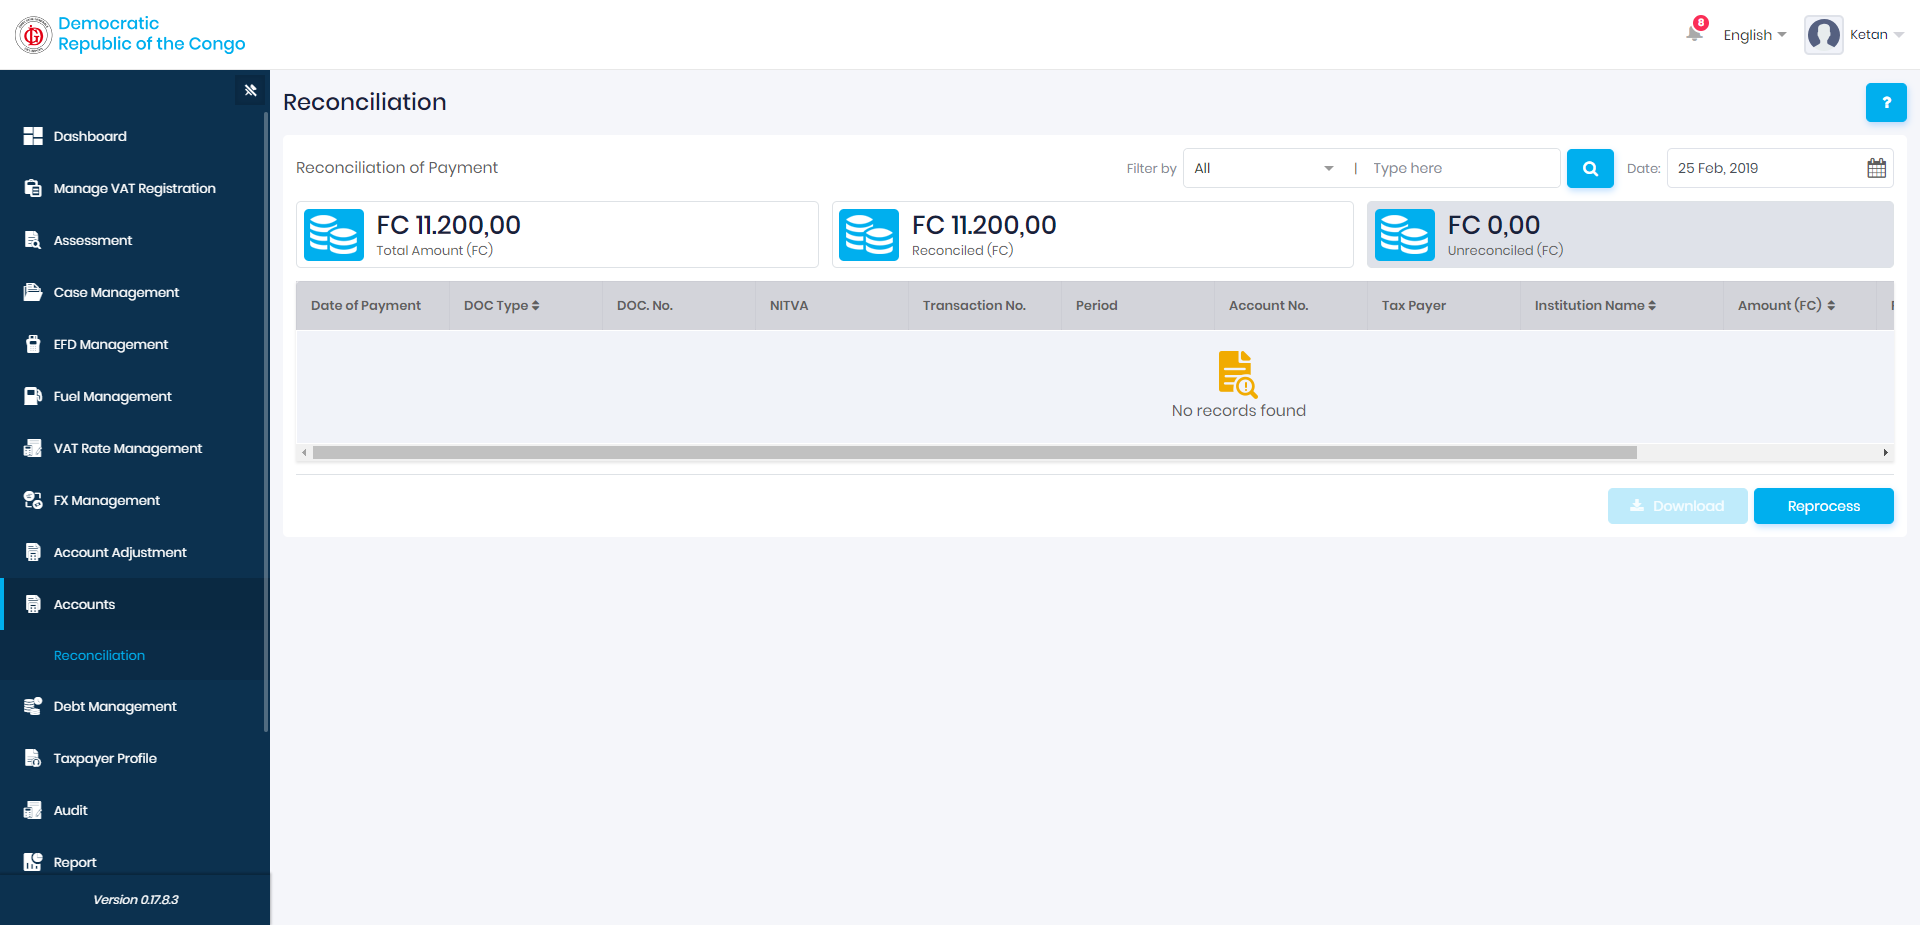 Democratic
Republic of the Congo
8
English
Ketan
Dashboard
Manage VAT Registration
Assessment
Case Management
EFD Management
Fuel Management
VAT Rate Management
FX Management
Account Adjustment
Accounts
Reconciliation
Debt Management
Taxpayer Profile
Audit
Report
Version 0.17.8.3
Reconciliation
?
Reconciliation of Payment
Filter by All | Type here
Date: 25 Feb, 2019
FC 11.200,00
Total Amount (FC)
FC 11.200,00
Reconciled (FC)
FC 0,00
Unreconciled (FC)
Date of Payment DOC Type DOC. No. NITVA Transaction No. Period Account No. Tax Payer Institution Name Amount (FC)
No records found
Download Reprocess